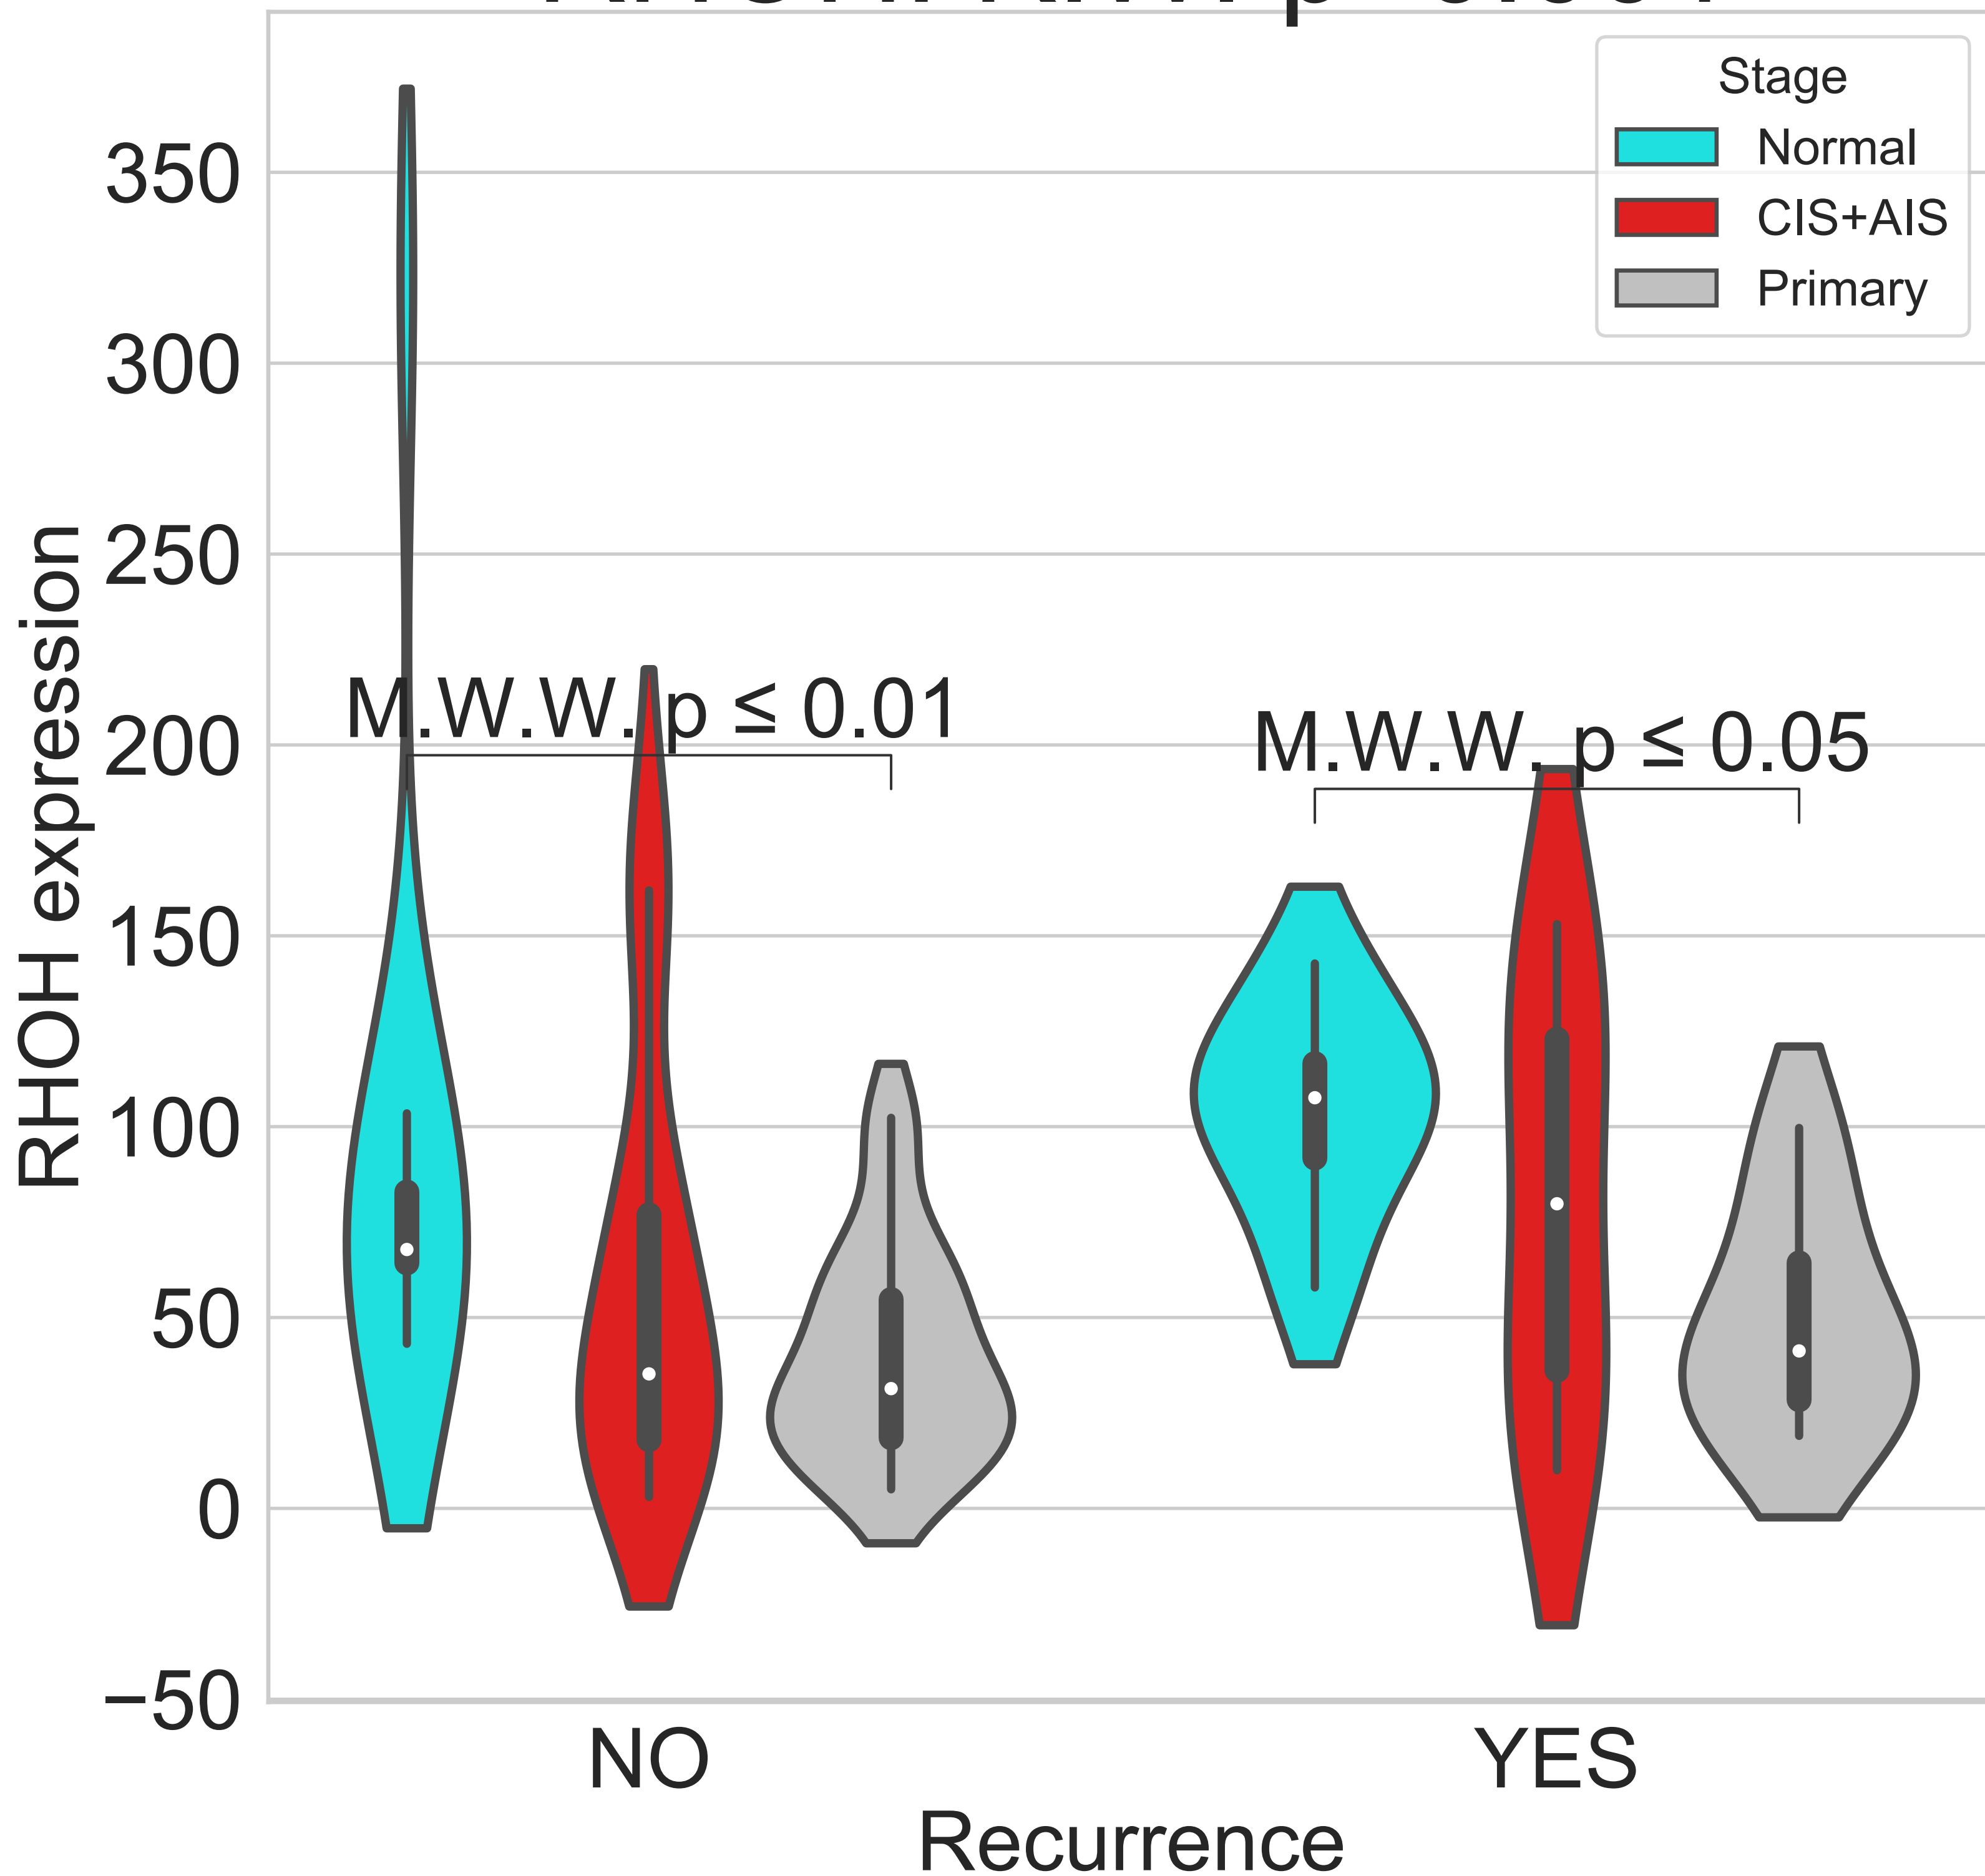 Stage
Normal
CIS+AIS
Primary
350
300
250
200
150
100
50
0
−50
RHOH expression
M.W.W. p ≤ 0.01
M.W.W. p ≤ 0.05
NO
YES
Recurrence